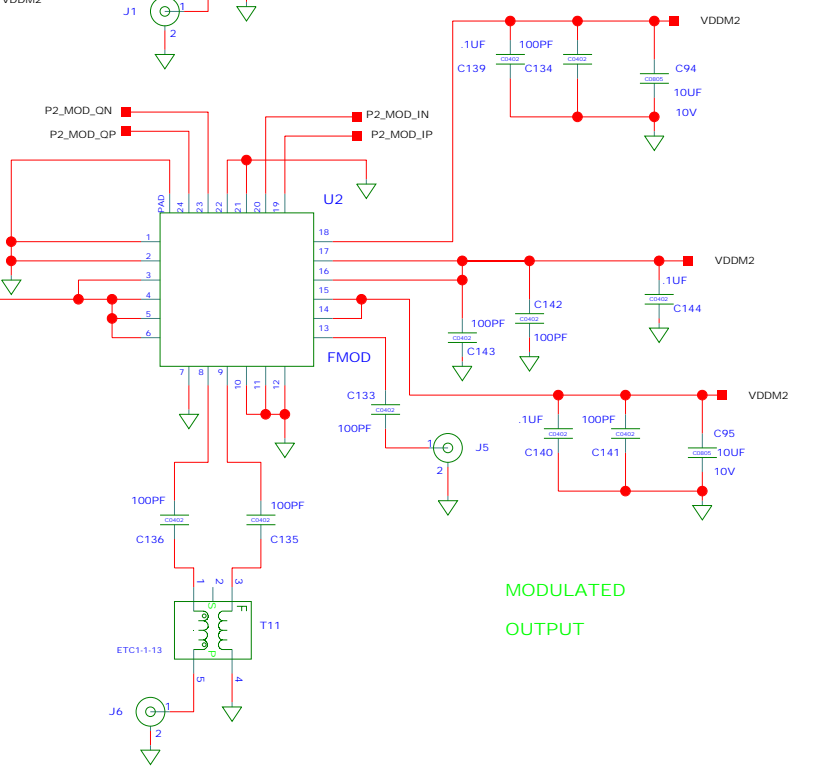 VDDM2
J1
1
2
VDDM2
.1UF
100PF
C0402
C0402
C139
C134
C94
C0805
10UF
10V
P2_MOD_QN
P2_MOD_QP
P2_MOD_IN
P2_MOD_IP
PAD
24
23
22
21
20
19
U2
1
2
3
4
5
6
18
17
16
15
14
13
VDDM2
.1UF
C0402
C144
C142
C0402
100PF
100PF
C0402
C143
FMOD
7
8
9
10
11
12
C133
C0402
100PF
1
J5
2
VDDM2
.1UF
100PF
C0402
C0402
C140
C141
C95
C0805
10UF
10V
100PF
C0402
C136
100PF
C0402
C135
1
2
3
S
F
P
T11
ETC1-1-13
5
4
J6
1
2
MODULATED
OUTPUT